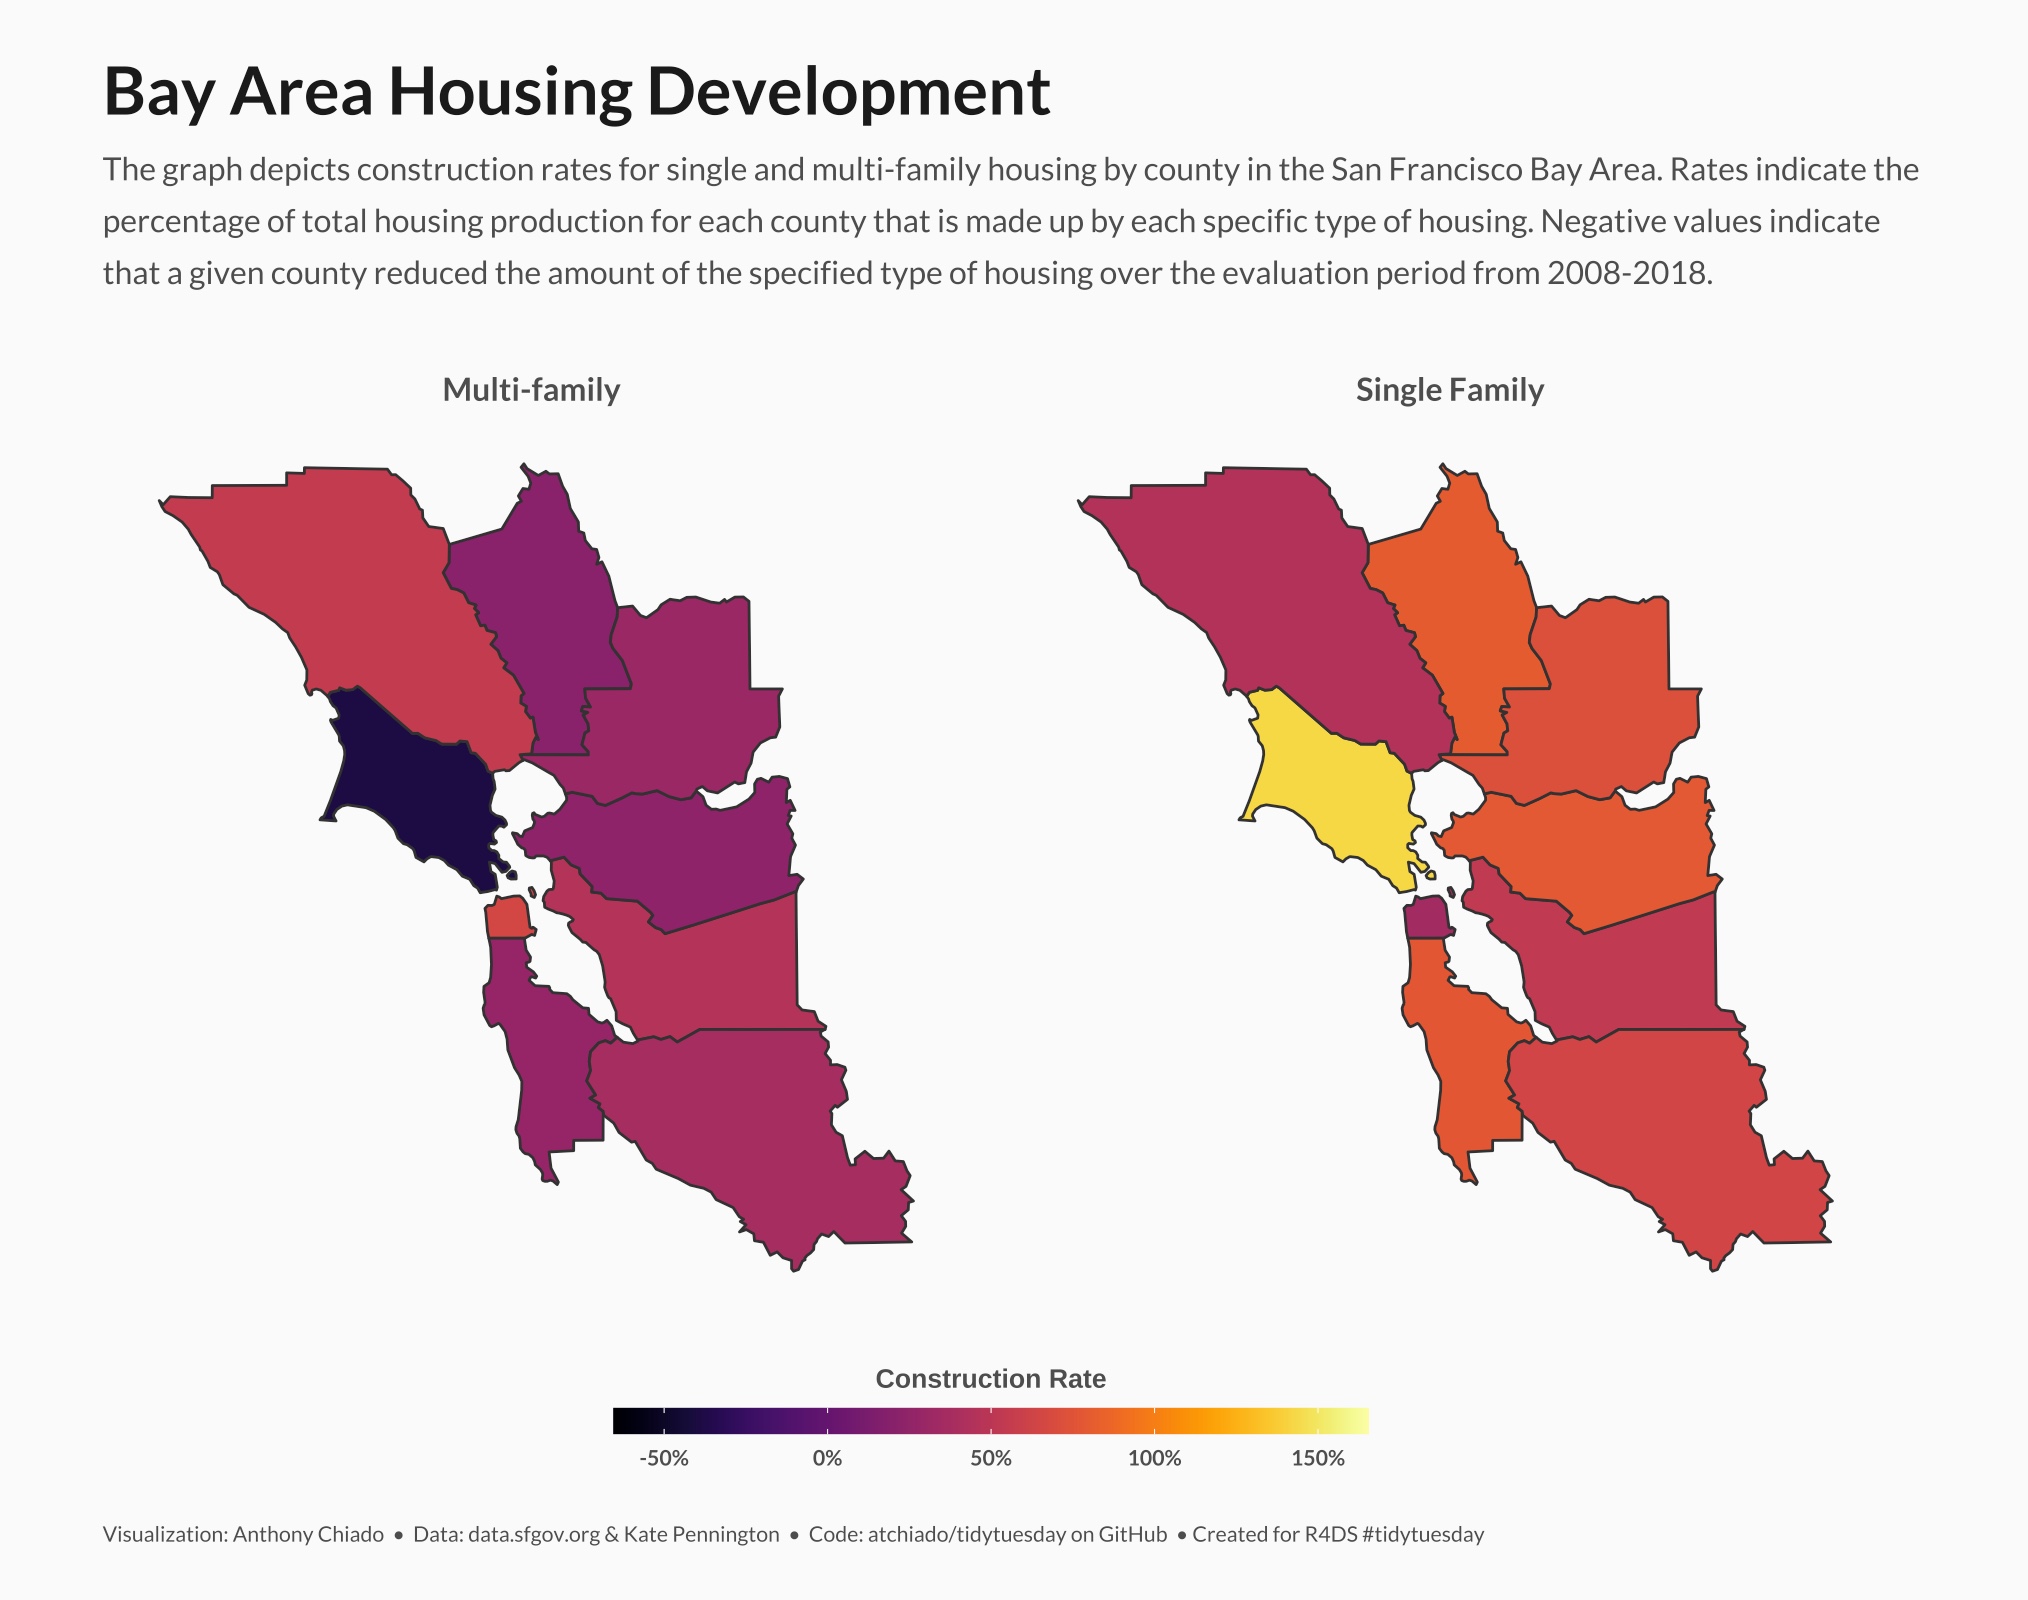 Bay Area Housing Development
The graph depicts construction rates for single and multi-family housing by county in the San Francisco Bay Area. Rates indicate the
percentage of total housing production for each county that is made up by each specific type of housing. Negative values indicate
that a given county reduced the amount of the specified type of housing over the evaluation period from 2008-2018.
Multi-family
Single Family
Construction Rate
-50% 0% 50% 100% 150%
Visualization: Anthony Chiado • Data: data.sfgov.org & Kate Pennington • Code: atchiado/tidytuesday on GitHub • Created for R4DS #tidytuesday